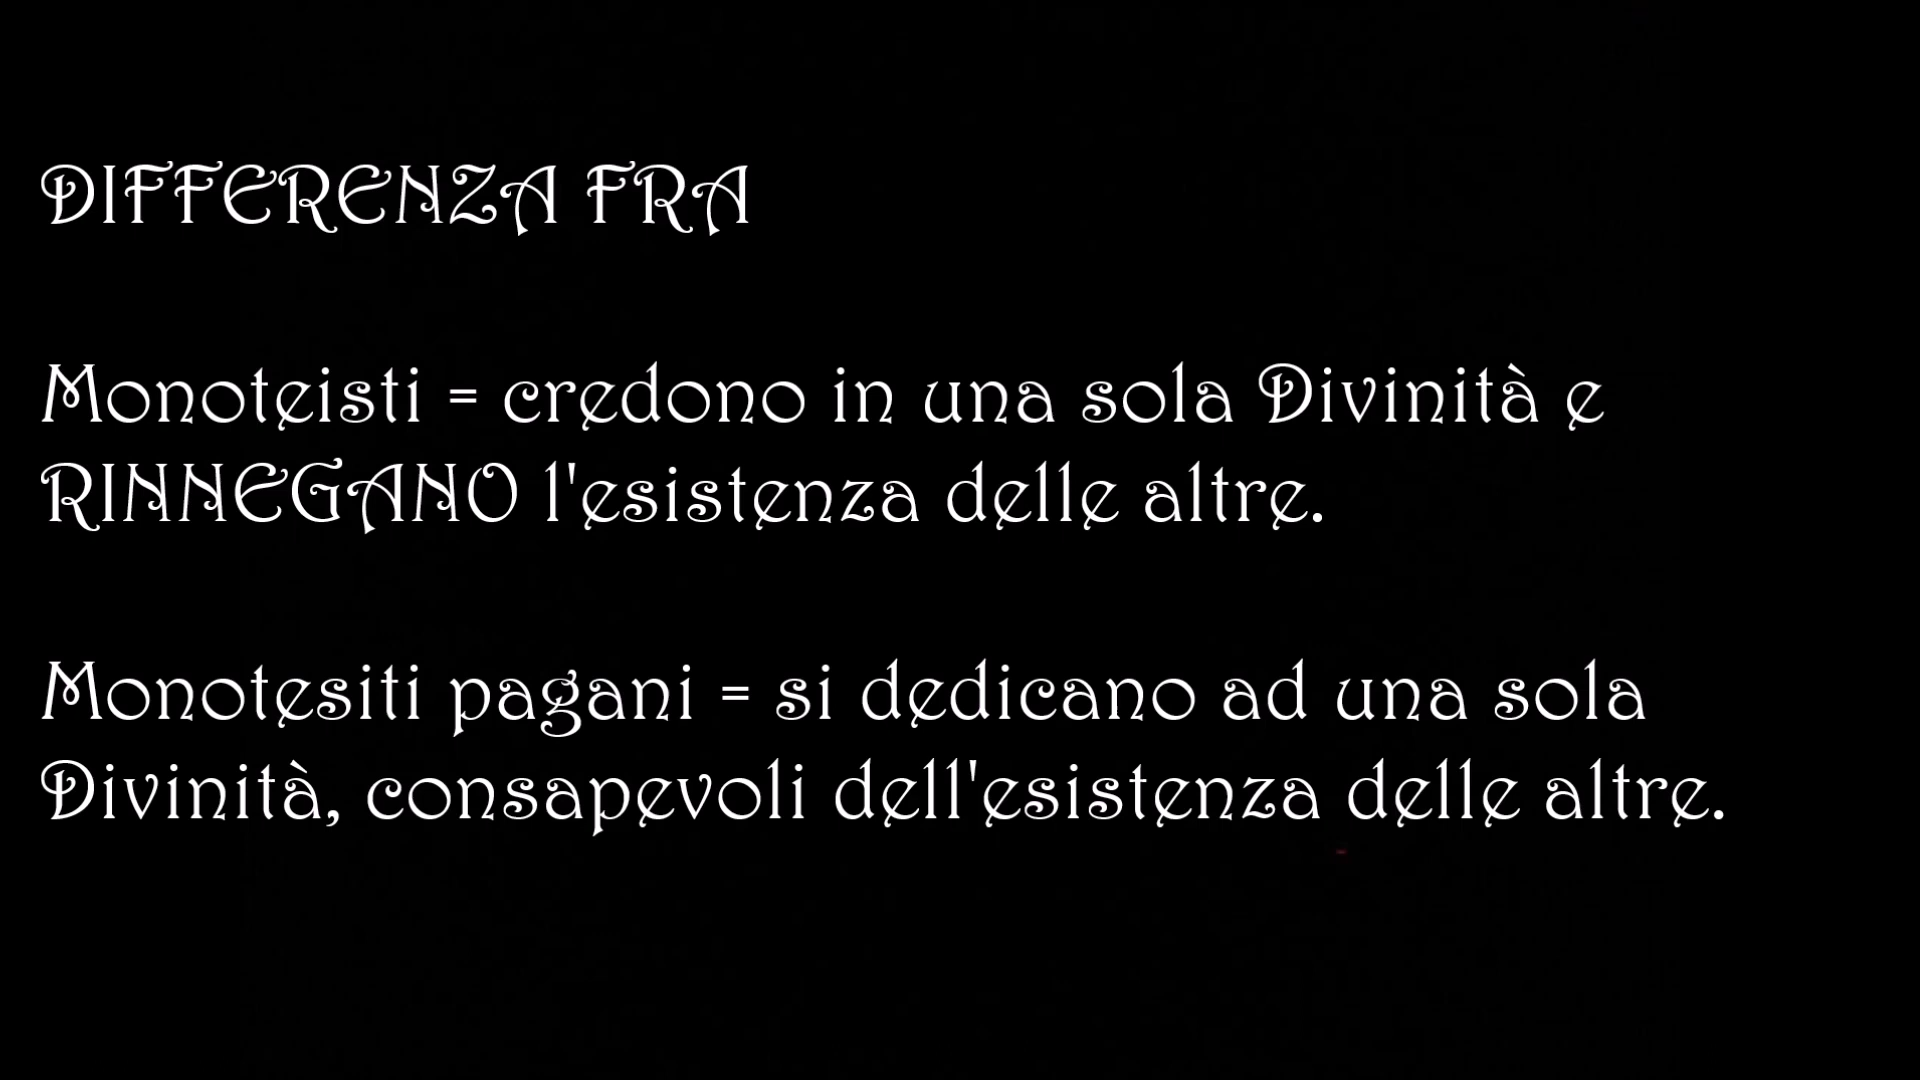 DIFFERENZA FRA
Monoteisti = credono in una sola Divinità e
RINNEGANO l'esistenza delle altre.
Monotesiti pagani = si dedicano ad una sola
Divinità, consapevoli dell'esistenza delle altre.